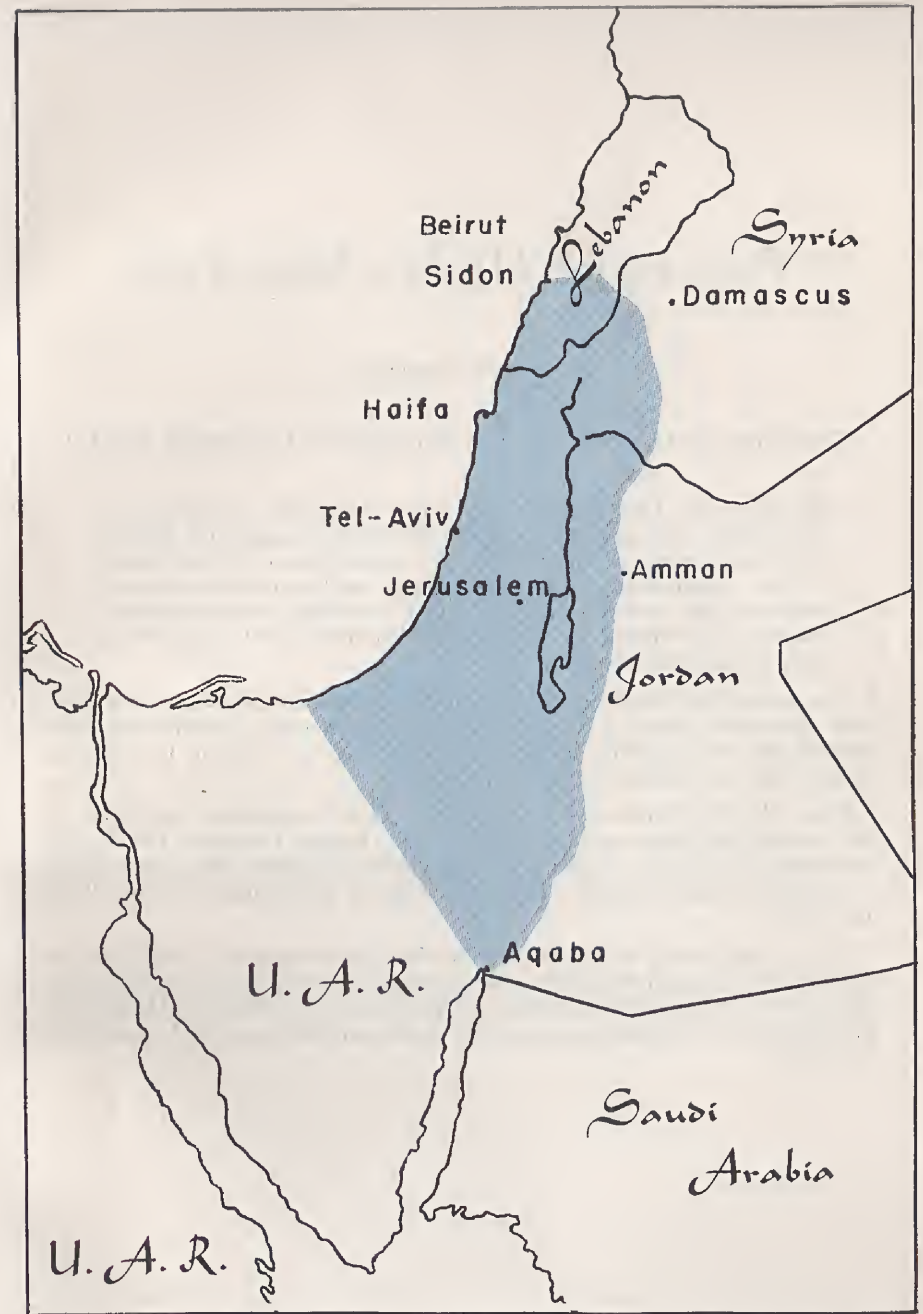 Lebanon
Beirut
Syria
Sidon
.Damascus
Haifa
Tel-Aviv
.Amman
Jerusalem
Jordan
Aqaba
U. A. R.
Saudi
Arabia
U. A. R.